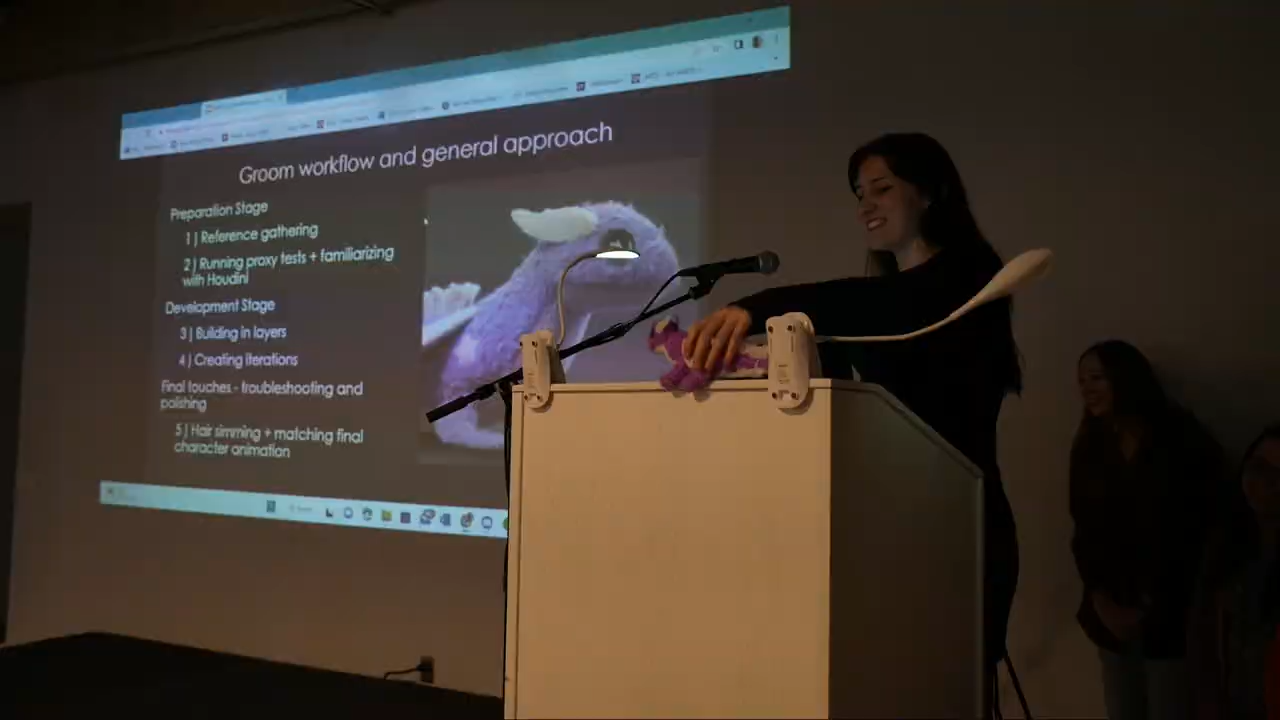 Groom workflow and general approach
Preparation Stage
1 | Reference gathering
2 | Running proxy tests + familiarizing
with Houdini
Development Stage
3 | Building in layers
4 | Creating iterations
Final touches - troubleshooting and
polishing
5 | Hair simming + matching final
character animation